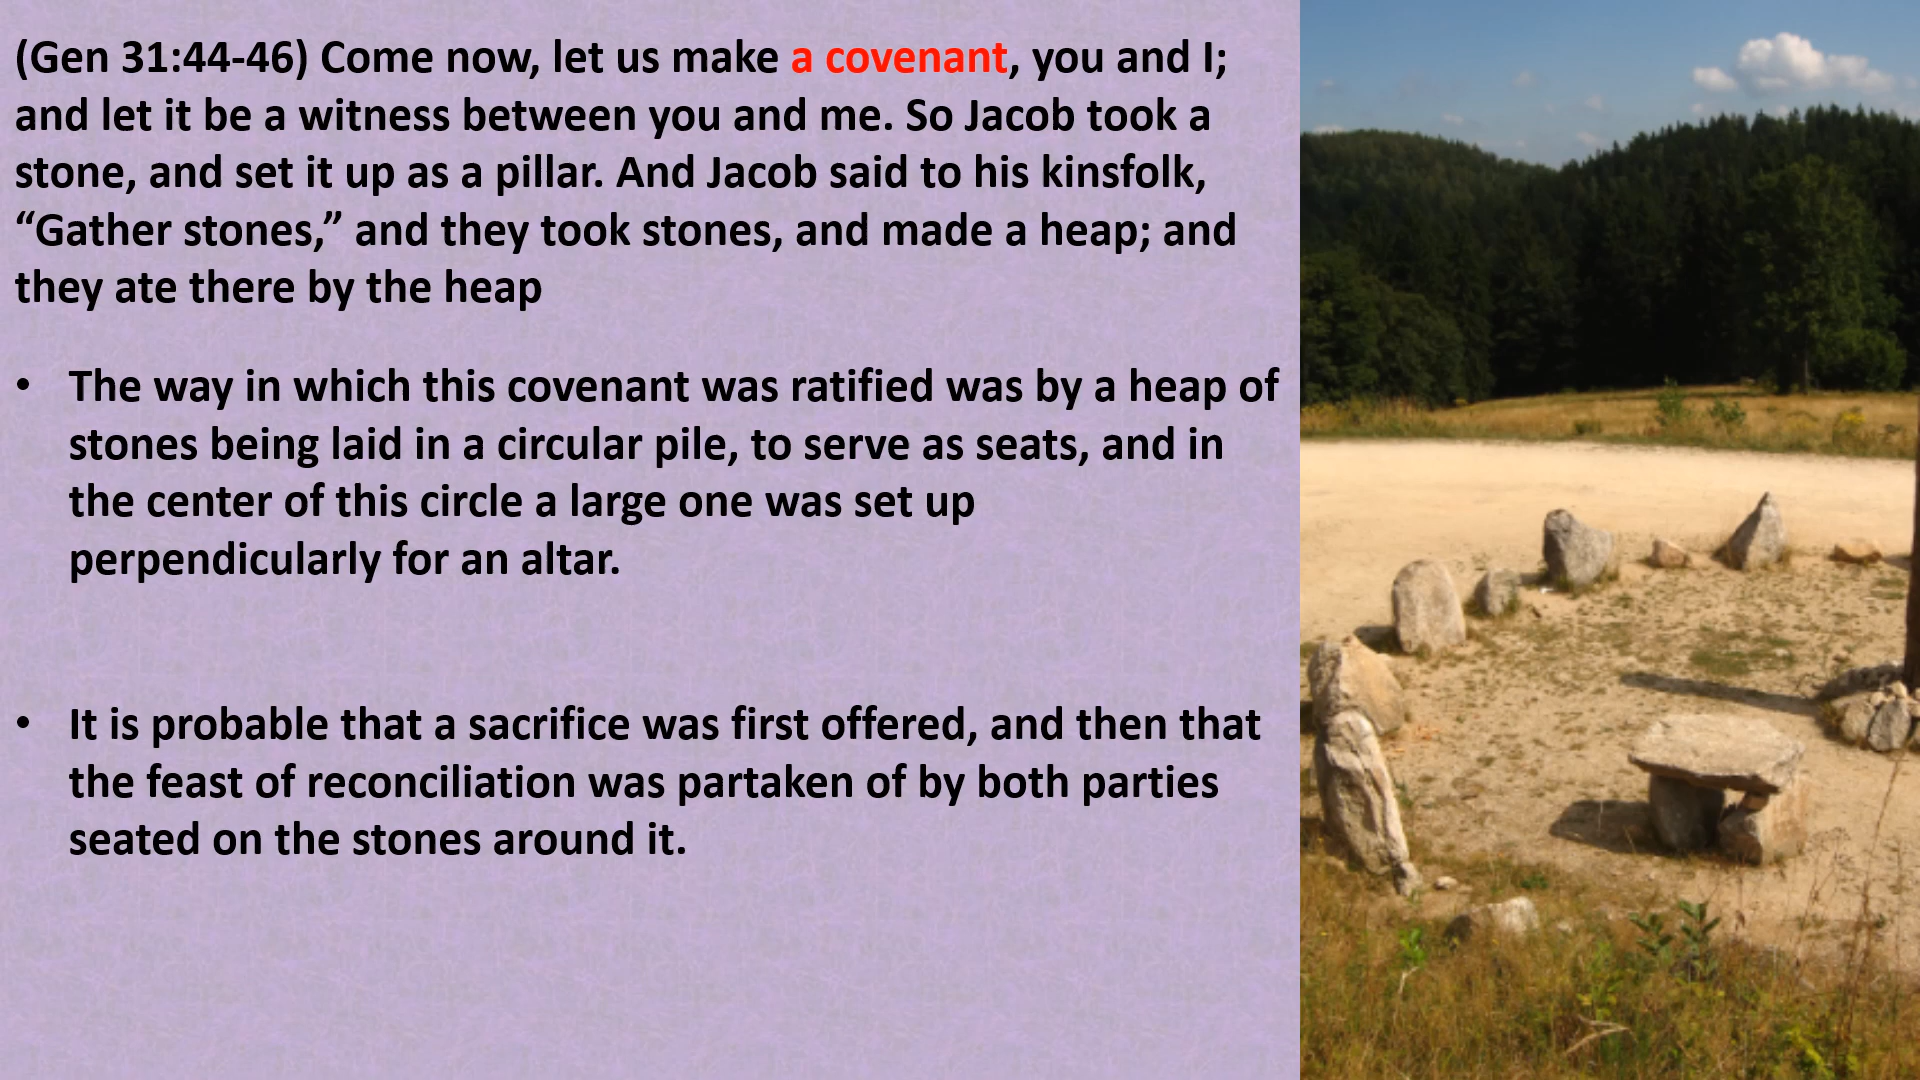 (Gen 31:44-46) Come now, let us make a covenant, you and I;
and let it be a witness between you and me. So Jacob took a
stone, and set it up as a pillar. And Jacob said to his kinsfolk,
“Gather stones,” and they took stones, and made a heap; and
they ate there by the heap
• The way in which this covenant was ratified was by a heap of
stones being laid in a circular pile, to serve as seats, and in
the center of this circle a large one was set up
perpendicularly for an altar.
• It is probable that a sacrifice was first offered, and then that
the feast of reconciliation was partaken of by both parties
seated on the stones around it.